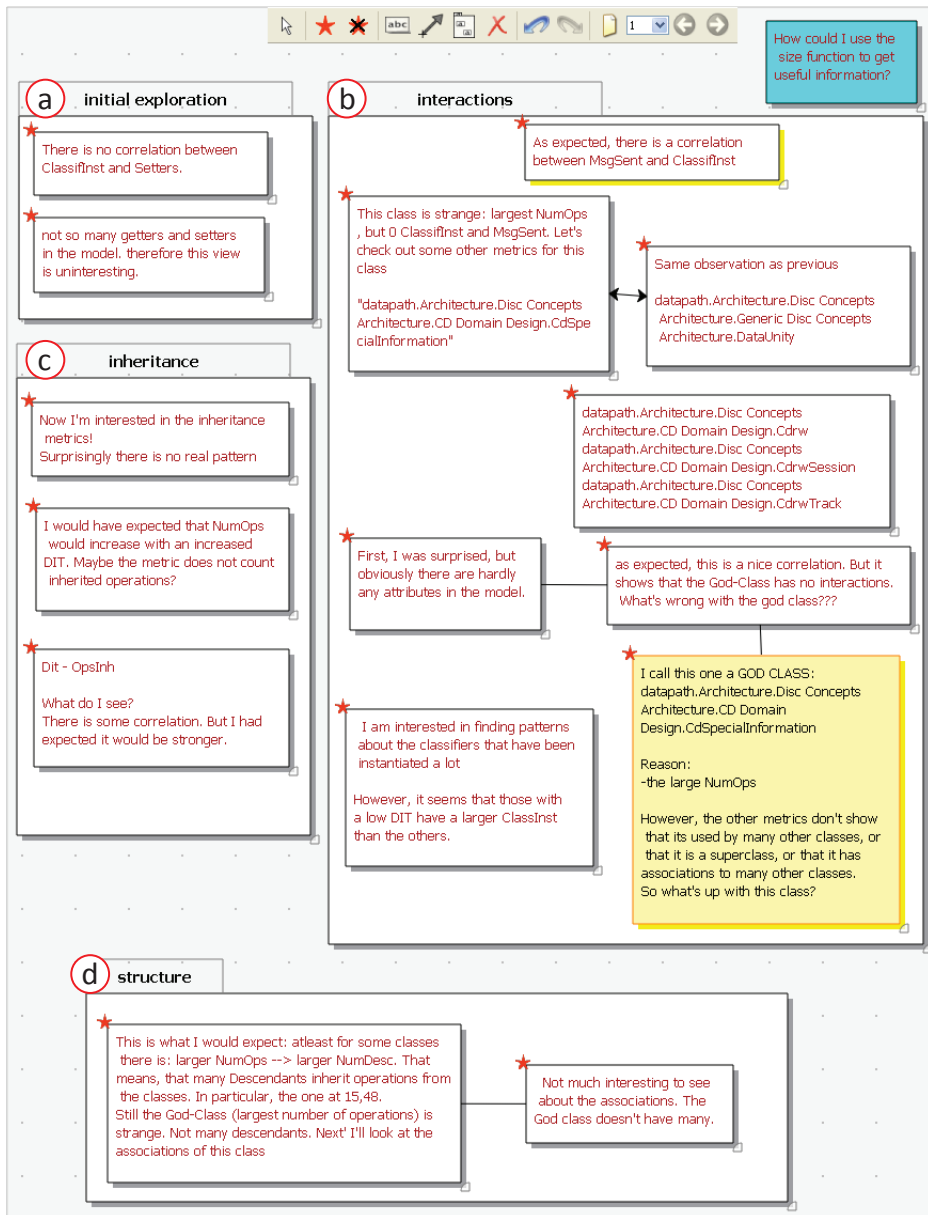 abc
1
How could I use the
size function to get
useful information?
a
initial exploration
There is no correlation between
ClassifInst and Setters.
not so many getters and setters
in the model. therefore this view
is uninteresting.
b
interactions
As expected, there is a correlation
between MsgSent and ClassifInst
This class is strange: largest NumOps
, but 0 ClassifInst and MsgSent. Let's
check out some other metrics for this
class
"datapath.Architecture.Disc Concepts
Architecture.CD Domain Design.CdSpe
cialInformation"
Same observation as previous
datapath.Architecture.Disc Concepts
Architecture.Generic Disc Concepts
Architecture.DataUnity
datapath.Architecture.Disc Concepts
Architecture.CD Domain Design.Cdrw
datapath.Architecture.Disc Concepts
Architecture.CD Domain Design.CdrwSession
datapath.Architecture.Disc Concepts
Architecture.CD Domain Design.CdrwTrack
First, I was surprised, but
obviously there are hardly
any attributes in the model.
as expected, this is a nice correlation. But it
shows that the God-Class has no interactions.
What's wrong with the god class???
I call this one a GOD CLASS:
datapath.Architecture.Disc Concepts
Architecture.CD Domain
Design.CdSpecialInformation
Reason:
-the large NumOps
However, the other metrics don't show
that its used by many other classes, or
that it is a superclass, or that it has
associations to many other classes.
So what's up with this class?
I am interested in finding patterns
about the classifiers that have been
instantiated a lot
However, it seems that those with
a low DIT have a larger ClassInst
than the others.
c
inheritance
Now I'm interested in the inheritance
metrics!
Surprisingly there is no real pattern
I would have expected that NumOps
would increase with an increased
DIT. Maybe the metric does not count
inherited operations?
Dit - OpsInh
What do I see?
There is some correlation. But I had
expected it would be stronger.
d
structure
This is what I would expect: atleast for some classes
there is: larger NumOps --> larger NumDesc. That
means, that many Descendants inherit operations from
the classes. In particular, the one at 15,48.
Still the God-Class (largest number of operations) is
strange. Not many descendants. Next' I'll look at the
associations of this class
Not much interesting to see
about the associations. The
God class doesn't have many.